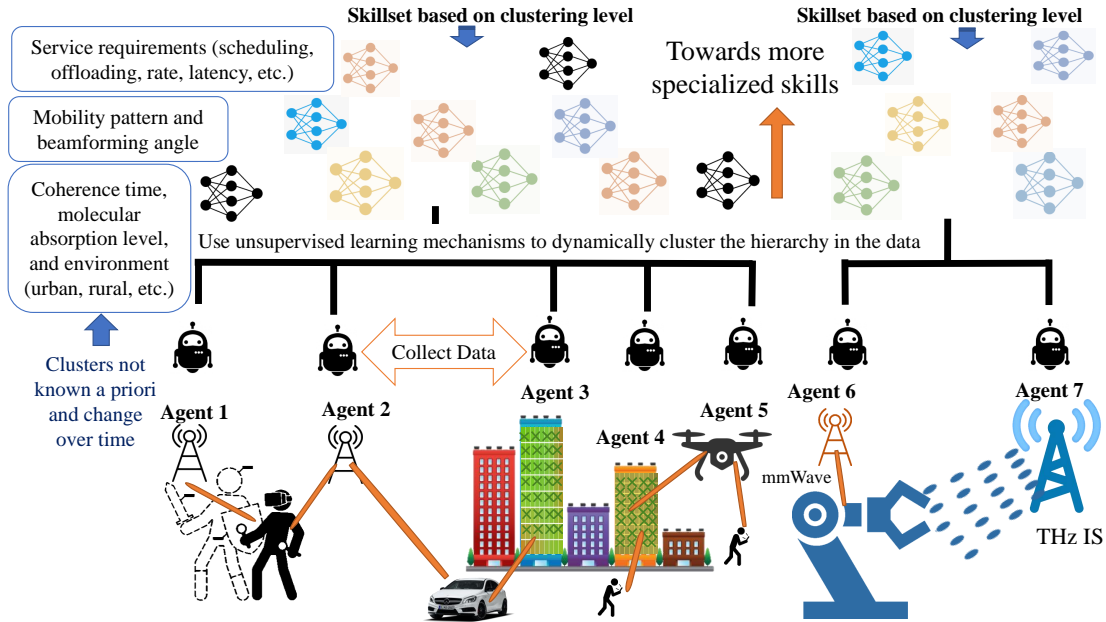 Skillset based on clustering level
Skillset based on clustering level
Service requirements (scheduling,
offloading, rate, latency, etc.)
Towards more
specialized skills
Mobility pattern and
beamforming angle
Coherence time,
molecular
absorption level,
and environment
(urban, rural, etc.)
Use unsupervised learning mechanisms to dynamically cluster the hierarchy in the data
Collect Data
Clusters not
known a priori
and change
over time
Agent 1
Agent 2
Agent 3
Agent 4
Agent 5
Agent 6
Agent 7
mmWave
THz IS